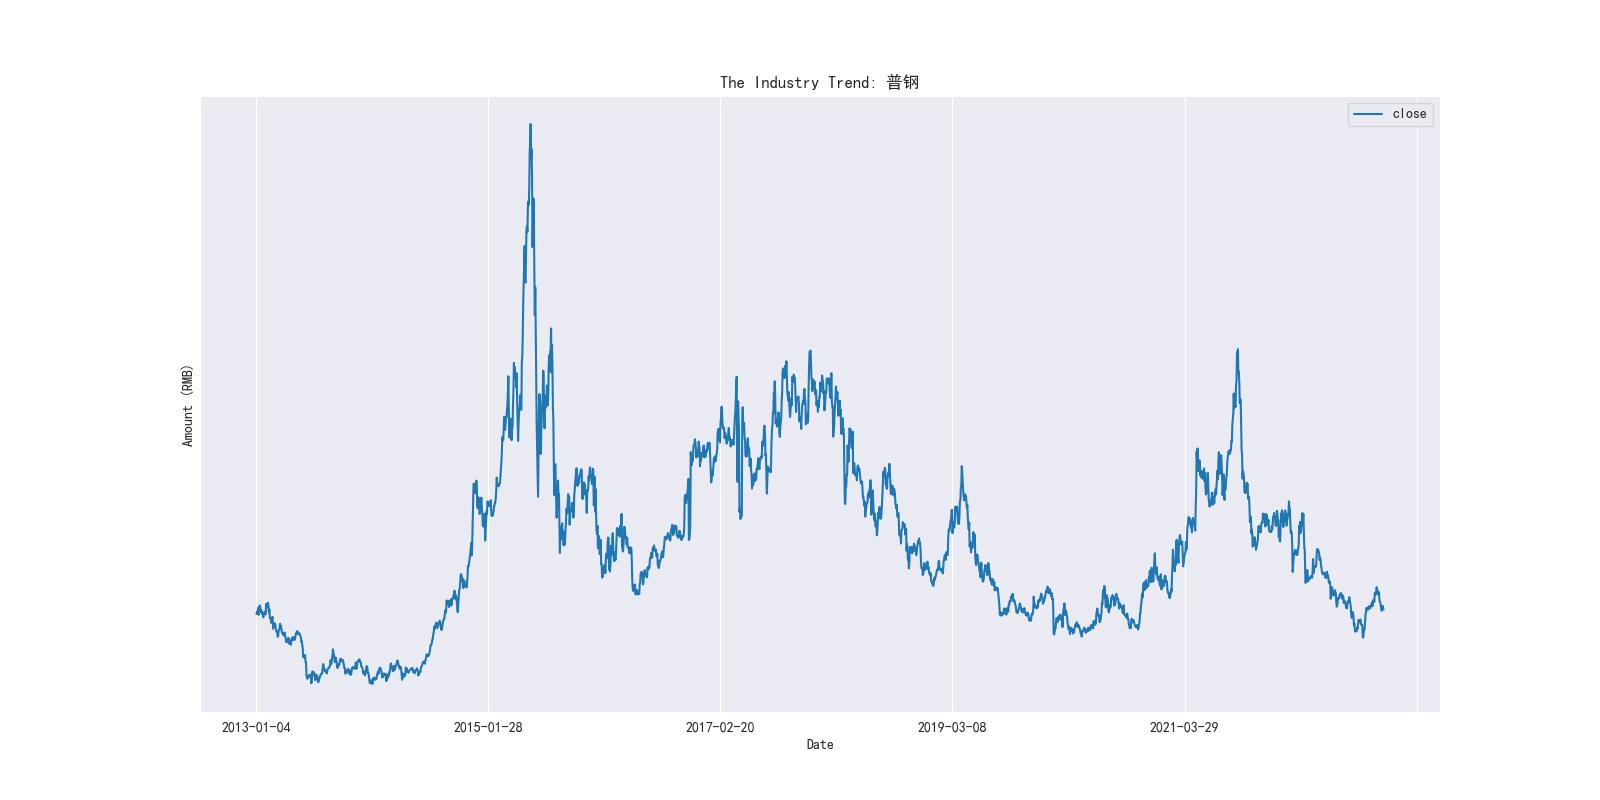 The Industry Trend: 普钢
close
Amount (RMB)
2013-01-04
2015-01-28
2017-02-20
2019-03-08
2021-03-29
Date